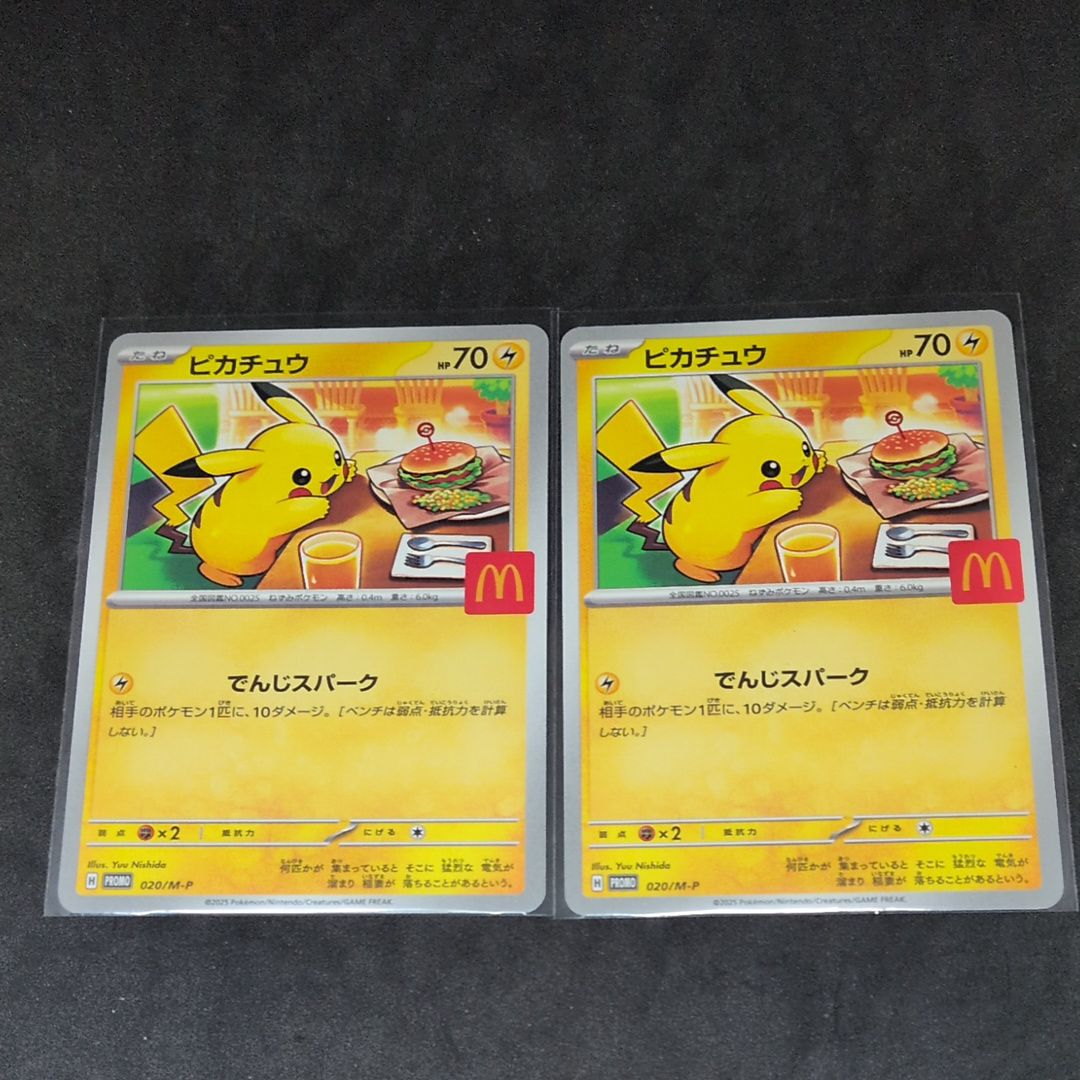 たね ピカチュウ HP70
全国図鑑NO.0025 ねずみポケモン 高さ:0.4m 重さ:6.0kg
でんじスパーク
相手のポケモン1匹に、10ダメージ。[ベンチは弱点・抵抗力を計算
しない。]
弱点 ×2 抵抗力 にげる
Illus. Yuu Nishida
何匹かが 集まっていると そこに 猛烈な 電気が
溜まり 稲妻が 落ちることがあるという。
H PROMO 020/M-P
©2025 Pokémon/Nintendo/Creatures/GAME FREAK.
たね ピカチュウ HP70
全国図鑑NO.0025 ねずみポケモン 高さ:0.4m 重さ:6.0kg
でんじスパーク
相手のポケモン1匹に、10ダメージ。[ベンチは弱点・抵抗力を計算
しない。]
弱点 ×2 抵抗力 にげる
Illus. Yuu Nishida
何匹かが 集まっていると そこに 猛烈な 電気が
溜まり 稲妻が 落ちることがあるという。
H PROMO 020/M-P
©2025 Pokémon/Nintendo/Creatures/GAME FREAK.